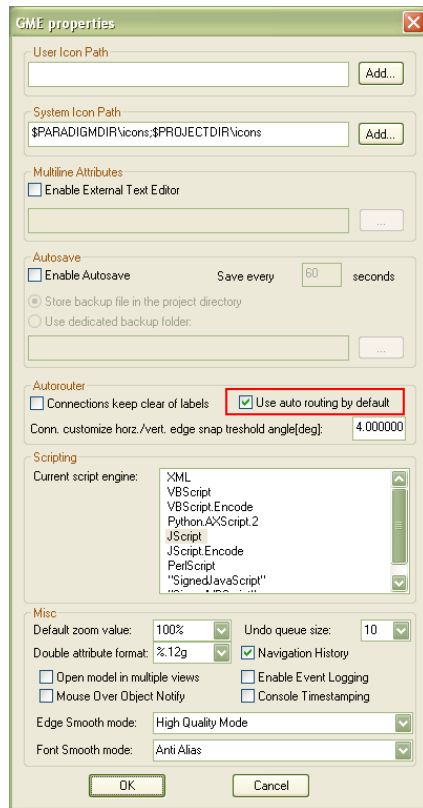 GME properties
User Icon Path
Add...
System Icon Path
$PARADIGMDIR\icons;$PROJECTDIR\icons
Add...
Multiline Attributes
Enable External Text Editor
...
Autosave
Enable Autosave Save every 60 seconds
Store backup file in the project directory
Use dedicated backup folder:
...
Autorouter
Connections keep clear of labels Use auto routing by default
Conn. customize horz./vert. edge snap treshold angle[deg]: 4.000000
Scripting
Current script engine: XML
VBScript
VBScript.Encode
Python.AXScript.2
JScript
JScript.Encode
PerlScript
"SignedJavaScript"
Misc
Default zoom value: 100% Undo queue size: 10
Double attribute format: %.12g Navigation History
Open model in multiple views Enable Event Logging
Mouse Over Object Notify Console Timestamping
Edge Smooth mode: High Quality Mode
Font Smooth mode: Anti Alias
OK Cancel